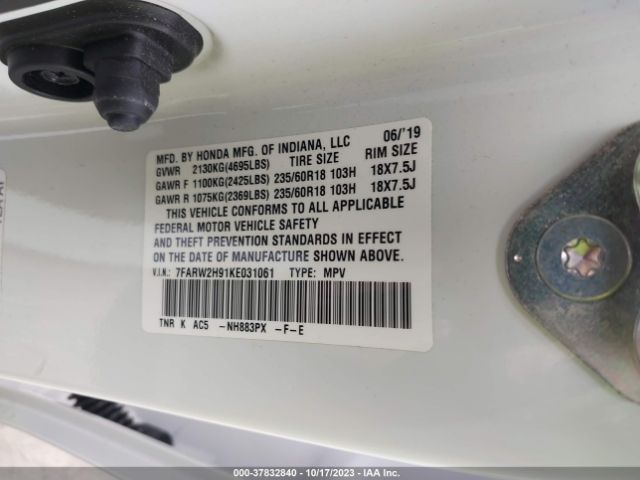 MFD. BY HONDA MFG. OF INDIANA, LLC 06/'19
GVWR 2130KG(4695LBS) TIRE SIZE RIM SIZE
GAWR F 1100KG(2425LBS) 235/60R18 103H 18X7.5J
GAWR R 1075KG(2369LBS) 235/60R18 103H 18X7.5J
THIS VEHICLE CONFORMS TO ALL APPLICABLE
FEDERAL MOTOR VEHICLE SAFETY
AND THEFT PREVENTION STANDARDS IN EFFECT
ON THE DATE OF MANUFACTURE SHOWN ABOVE.
V.I.N.: 7FARW2H91KE031061 TYPE: MPV
TNR K AC5 -NH883PX -F-E
000-37832840 - 10/17/2023 - IAA Inc.